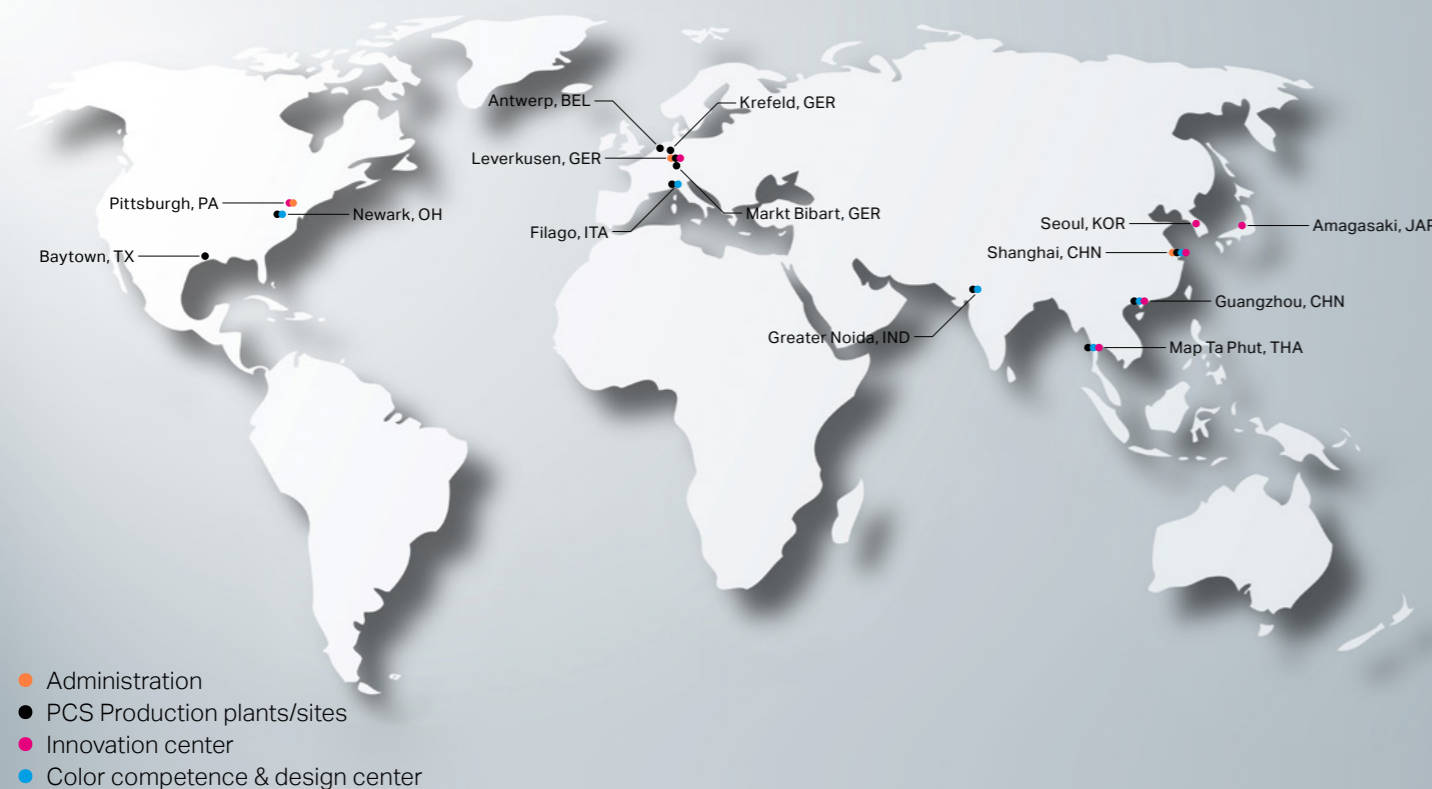 Antwerp, BEL
Krefeld, GER
Leverkusen, GER
Pittsburgh, PA
Newark, OH
Markt Bibart, GER
Filago, ITA
Baytown, TX
Seoul, KOR
Amagasaki, JAP
Shanghai, CHN
Guangzhou, CHN
Greater Noida, IND
Map Ta Phut, THA
Administration
PCS Production plants/sites
Innovation center
Color competence & design center